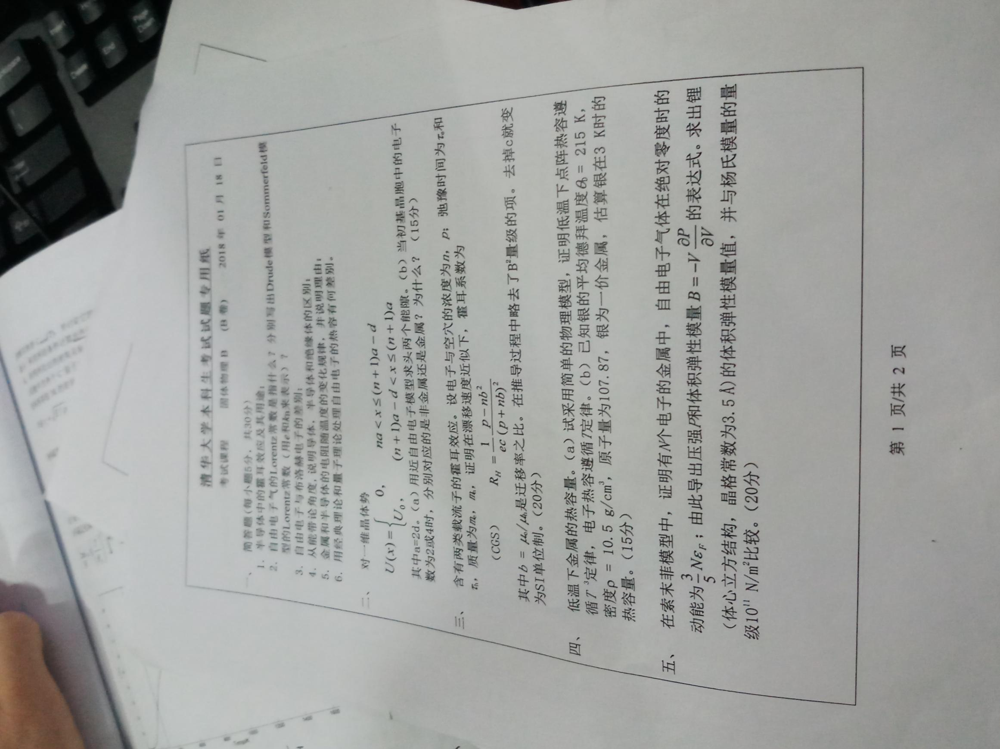 清华大学本科生考试试题专用纸
考试课程 固体物理B (B卷) 2018年01月18日
一、 简答题(每小题5分,共30分)
1. 半导体中的霍耳效应及其用途;
2. 自由电子气的Lorentz常数是指什么?分别写出Drude模型和Sommerfeld模
型的Lorentz常数(用e和kB来表示)?
3. 自由电子与布洛赫电子的差别;
4. 从能带论角度,说明导体、半导体和绝缘体的区别;
5. 金属和半导体的电阻随温度的变化规律,并说明理由;
6. 用经典理论和量子理论处理自由电子的热容有何差别。
二、 对一维晶体势
U(x) = { 0, na < x ≤ (n+1)a − d
U₀, (n+1)a − d < x ≤ (n+1)a
其中a=2d。(a)用近自由电子模型求头两个能隙。(b)当初基晶胞中的电子
数为2或4时,分别对应的是非金属还是金属?为什么?(15分)
三、 含有两类载流子的霍耳效应。设电子与空穴的浓度为n,p;弛豫时间为τe和
τh,质量为me,mh,证明在漂移速度近似下,霍耳系数为
(CGS) R_H = 1/ec (p − nb²)/(p + nb)²
其中b = μe/μh是迁移率之比。在推导过程中略去了B²量级的项。去掉c就变
为SI单位制。(20分)
四、 低温下金属的热容量。(a)试采用简单的物理模型,证明低温下点阵热容遵
循T³定律,电子热容遵循T定律。(b)已知银的平均德拜温度θD = 215 K,
密度ρ = 10.5 g/cm³,原子量为107.87,银为一价金属,估算银在3 K时的
热容量。(15分)
五、 在索末菲模型中,证明有N个电子的金属中,自由电子气体在绝对零度时的
动能为 3/5 Nε_F;由此导出压强P和体积弹性模量 B = −V ∂P/∂V 的表达式。求出锂
(体心立方结构,晶格常数为3.5 Å)的体积弹性模量值,并与杨氏模量的量
级10¹¹ N/m²比较。(20分)
第 1 页/共 2 页